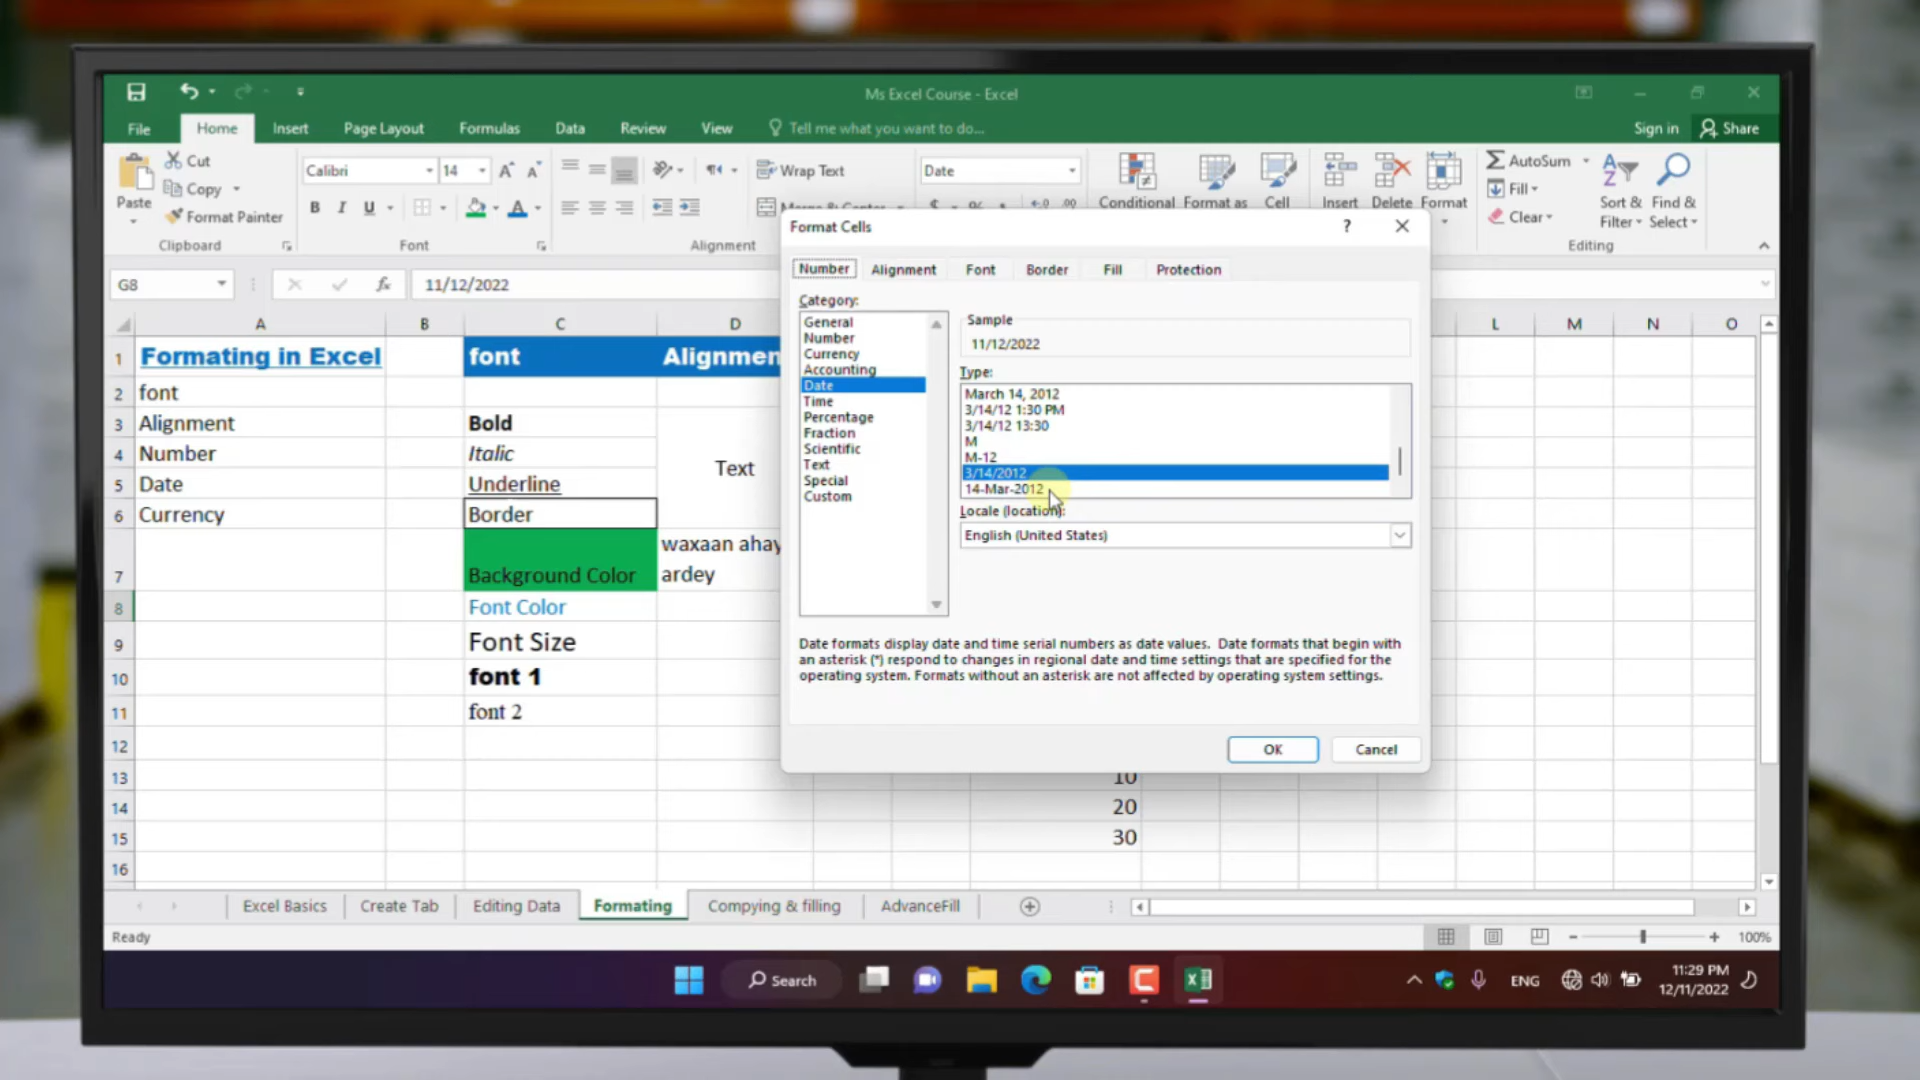 Ms Excel Course - Excel
File Home Insert Page Layout Formulas Data Review View Tell me what you want to do... Sign in Share
Paste
Cut
Copy
Format Painter
Clipboard
Calibri 14
B I U
Font
Wrap Text
Alignment
Date
Conditional Format as Cell
Insert Delete Format
AutoSum
Fill
Clear
Sort & Filter
Find & Select
Editing
G8 fx 11/12/2022
A B C D L M N O
1 Formating in Excel font Alignmen
2 font
3 Alignment Bold
4 Number Italic Text
5 Date Underline
6 Currency Border
7 Background Color waxaan ahay ardey
8 Font Color
9 Font Size
10 font 1
11 font 2
12
13 10
14 20
15 30
16
Format Cells ?
Number Alignment Font Border Fill Protection
Category:
General
Number
Currency
Accounting
Date
Time
Percentage
Fraction
Scientific
Text
Special
Custom
Sample
11/12/2022
Type:
March 14, 2012
3/14/12 1:30 PM
3/14/12 13:30
M
M-12
3/14/2012
14-Mar-2012
Locale (location):
English (United States)
Date formats display date and time serial numbers as date values. Date formats that begin with
an asterisk (*) respond to changes in regional date and time settings that are specified for the
operating system. Formats without an asterisk are not affected by operating system settings.
OK Cancel
Excel Basics Create Tab Editing Data Formating Compying & filling AdvanceFill
Ready 100%
Search ENG 11:29 PM
12/11/2022